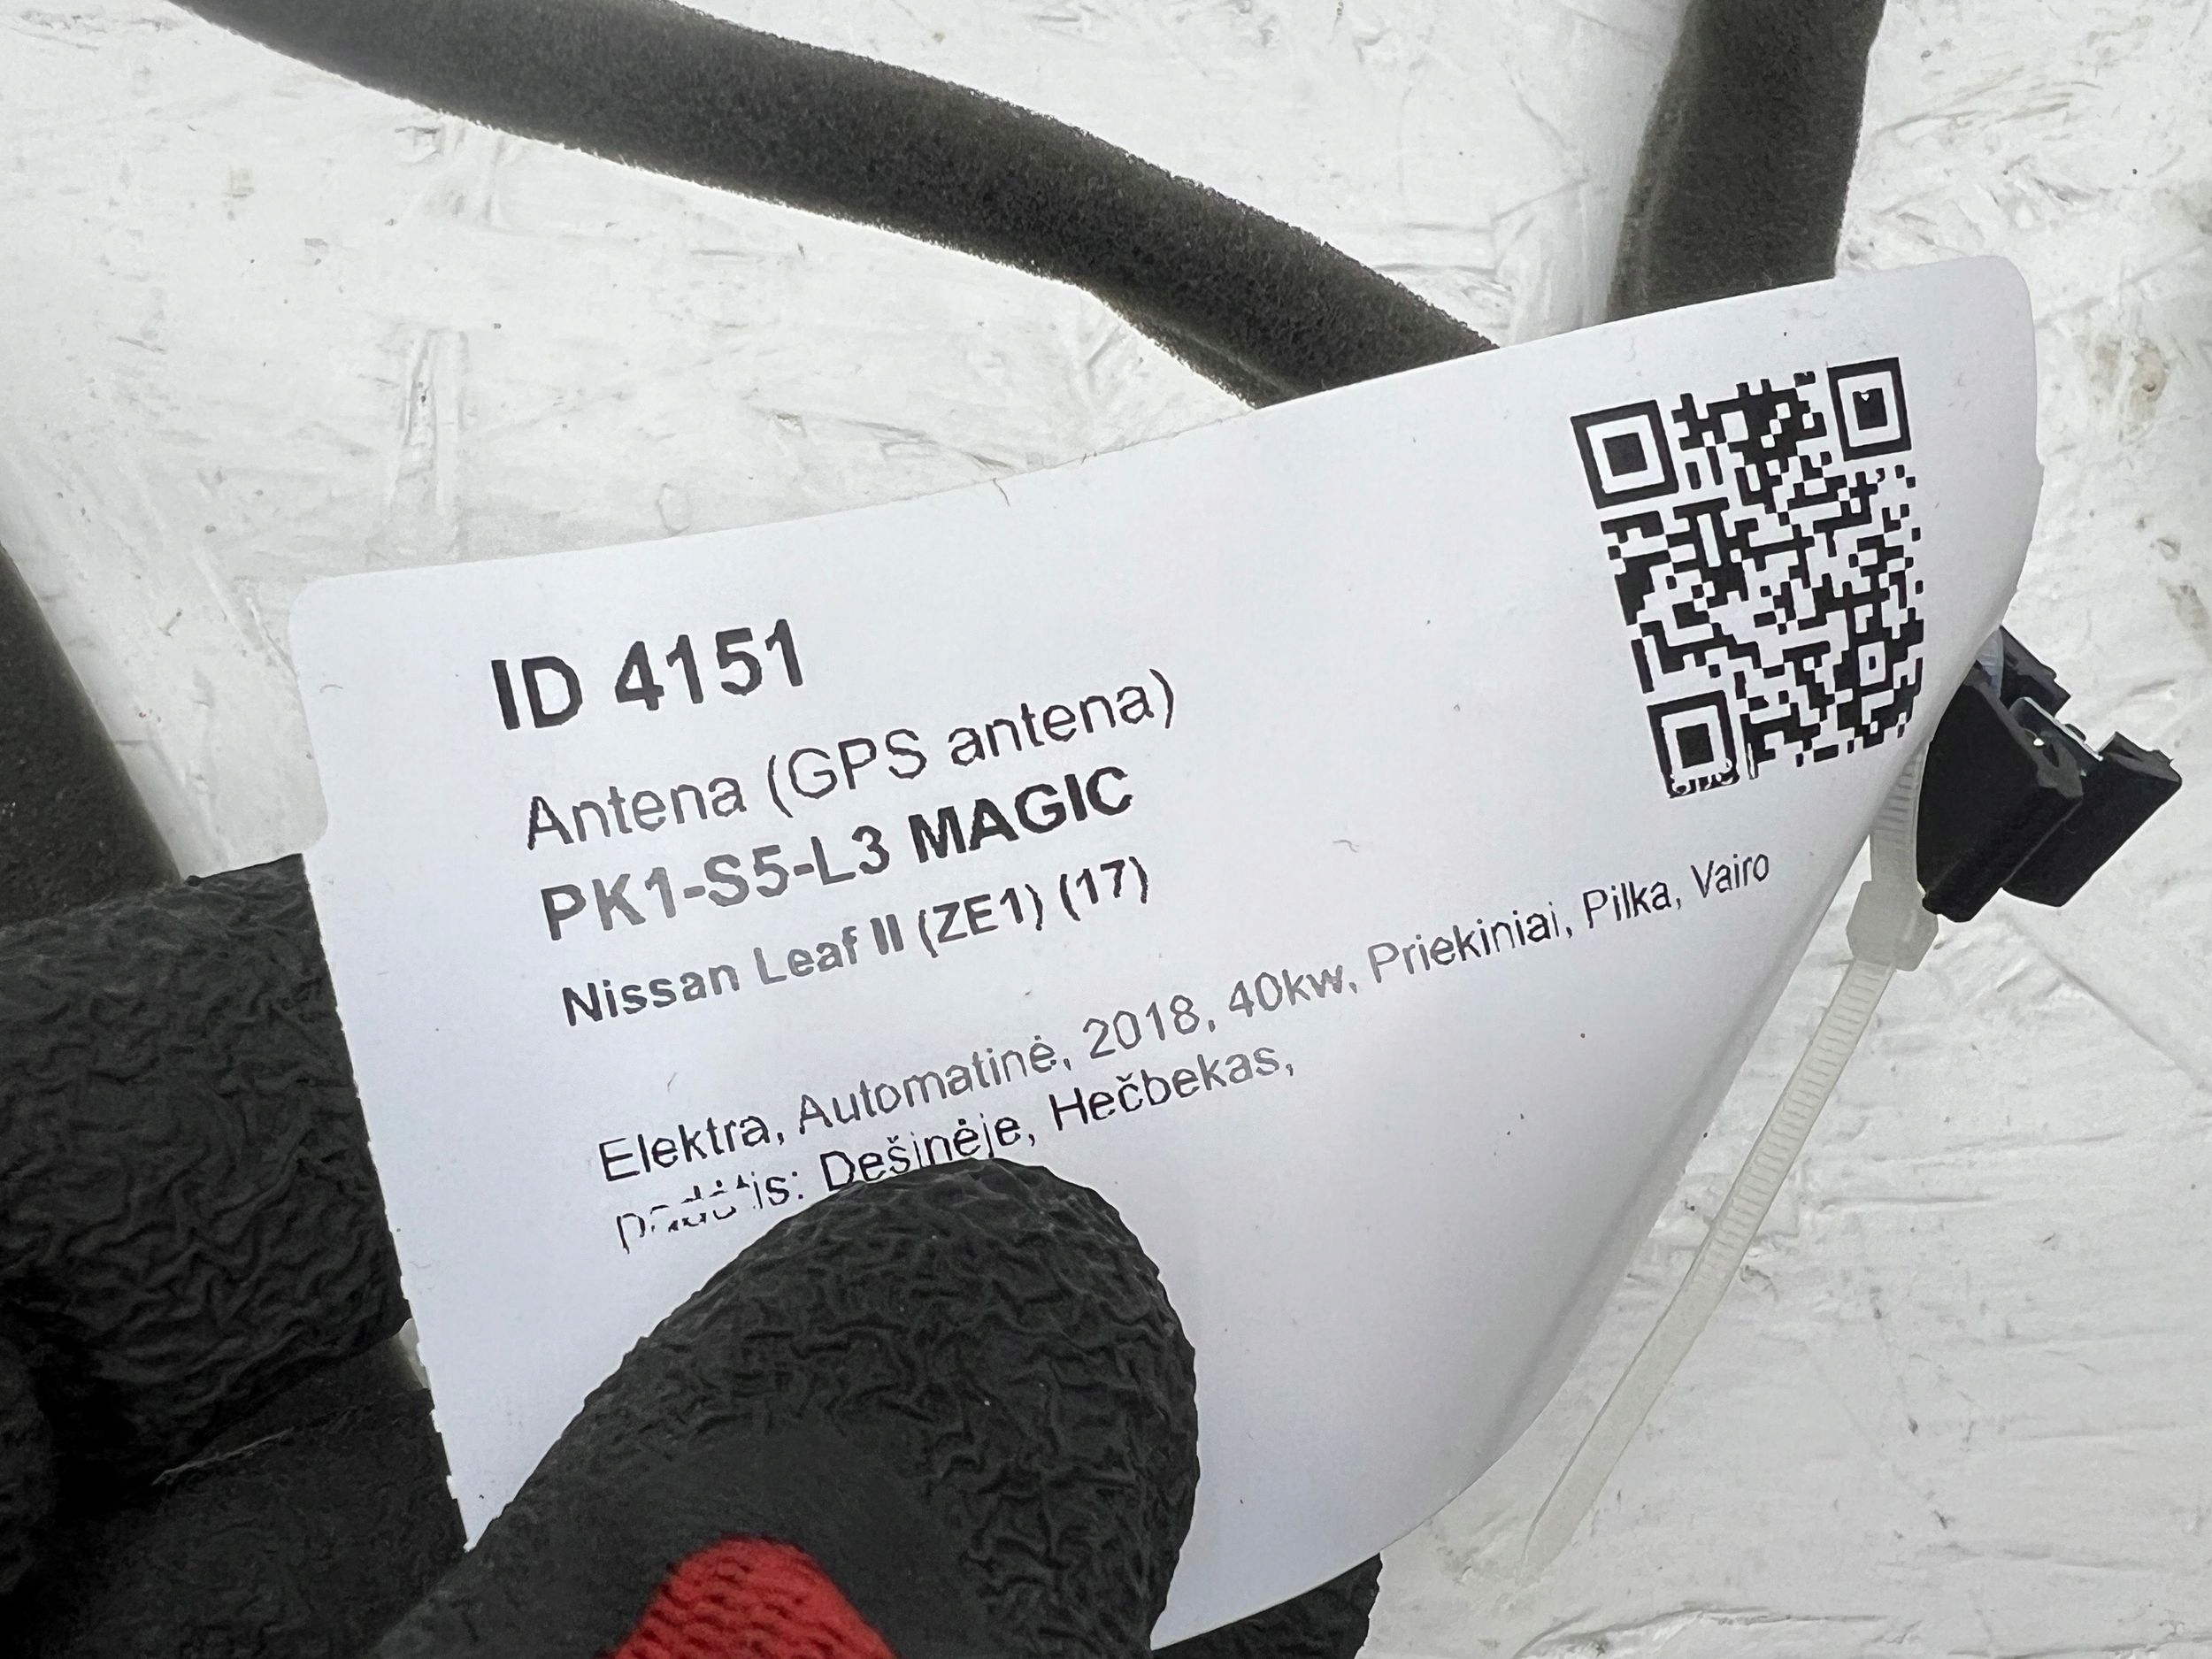 ID 4151
Antena (GPS antena)
PK1-S5-L3 MAGIC
Nissan Leaf II (ZE1) (17)
Elektra, Automatinė, 2018, 40kw, Priekiniai, Pilka, Vairo
padėtis: Dešinėje, Hečbekas,